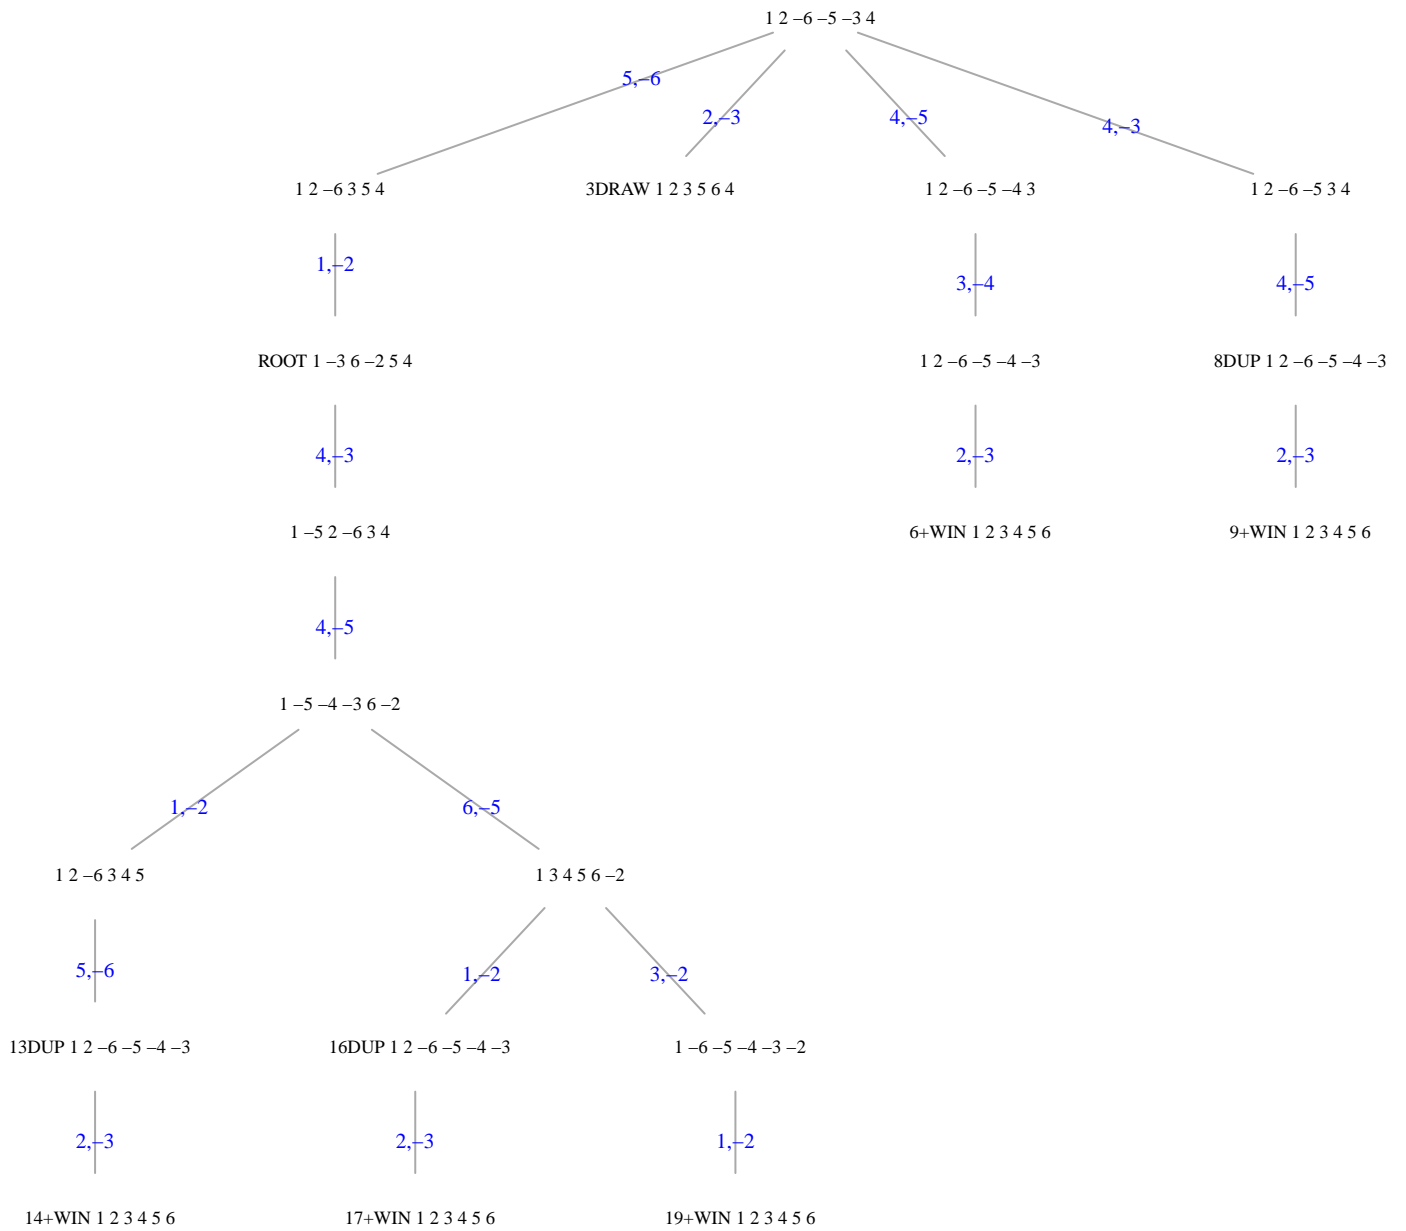 1 2 –6 –5 –3 4
5,–6
2,–3
4,–5
4,–3
1 2 –6 3 5 4
3DRAW 1 2 3 5 6 4
1 2 –6 –5 –4 3
1 2 –6 –5 3 4
1,–2
3,–4
4,–5
ROOT 1 –3 6 –2 5 4
1 2 –6 –5 –4 –3
8DUP 1 2 –6 –5 –4 –3
4,–3
2,–3
2,–3
1 –5 2 –6 3 4
6+WIN 1 2 3 4 5 6
9+WIN 1 2 3 4 5 6
4,–5
1 –5 –4 –3 6 –2
1,–2
6,–5
1 2 –6 3 4 5
1 3 4 5 6 –2
5,–6
1,–2
3,–2
13DUP 1 2 –6 –5 –4 –3
16DUP 1 2 –6 –5 –4 –3
1 –6 –5 –4 –3 –2
2,–3
2,–3
1,–2
14+WIN 1 2 3 4 5 6
17+WIN 1 2 3 4 5 6
19+WIN 1 2 3 4 5 6